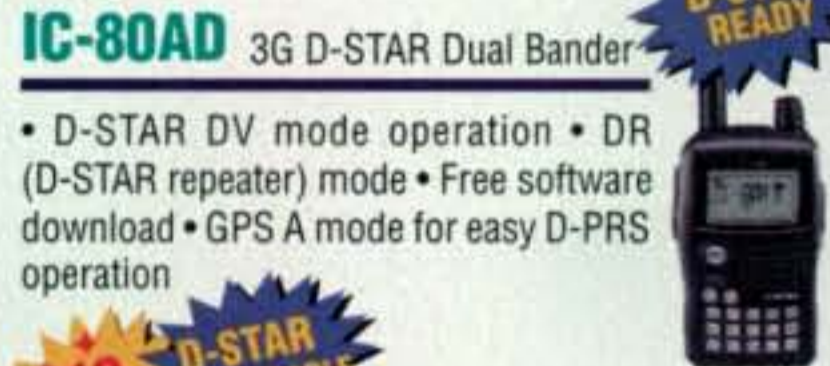 READY
IC-80AD 3G D-STAR Dual Bander
• D-STAR DV mode operation • DR
(D-STAR repeater) mode • Free software
download • GPS A mode for easy D-PRS
operation
D-STAR